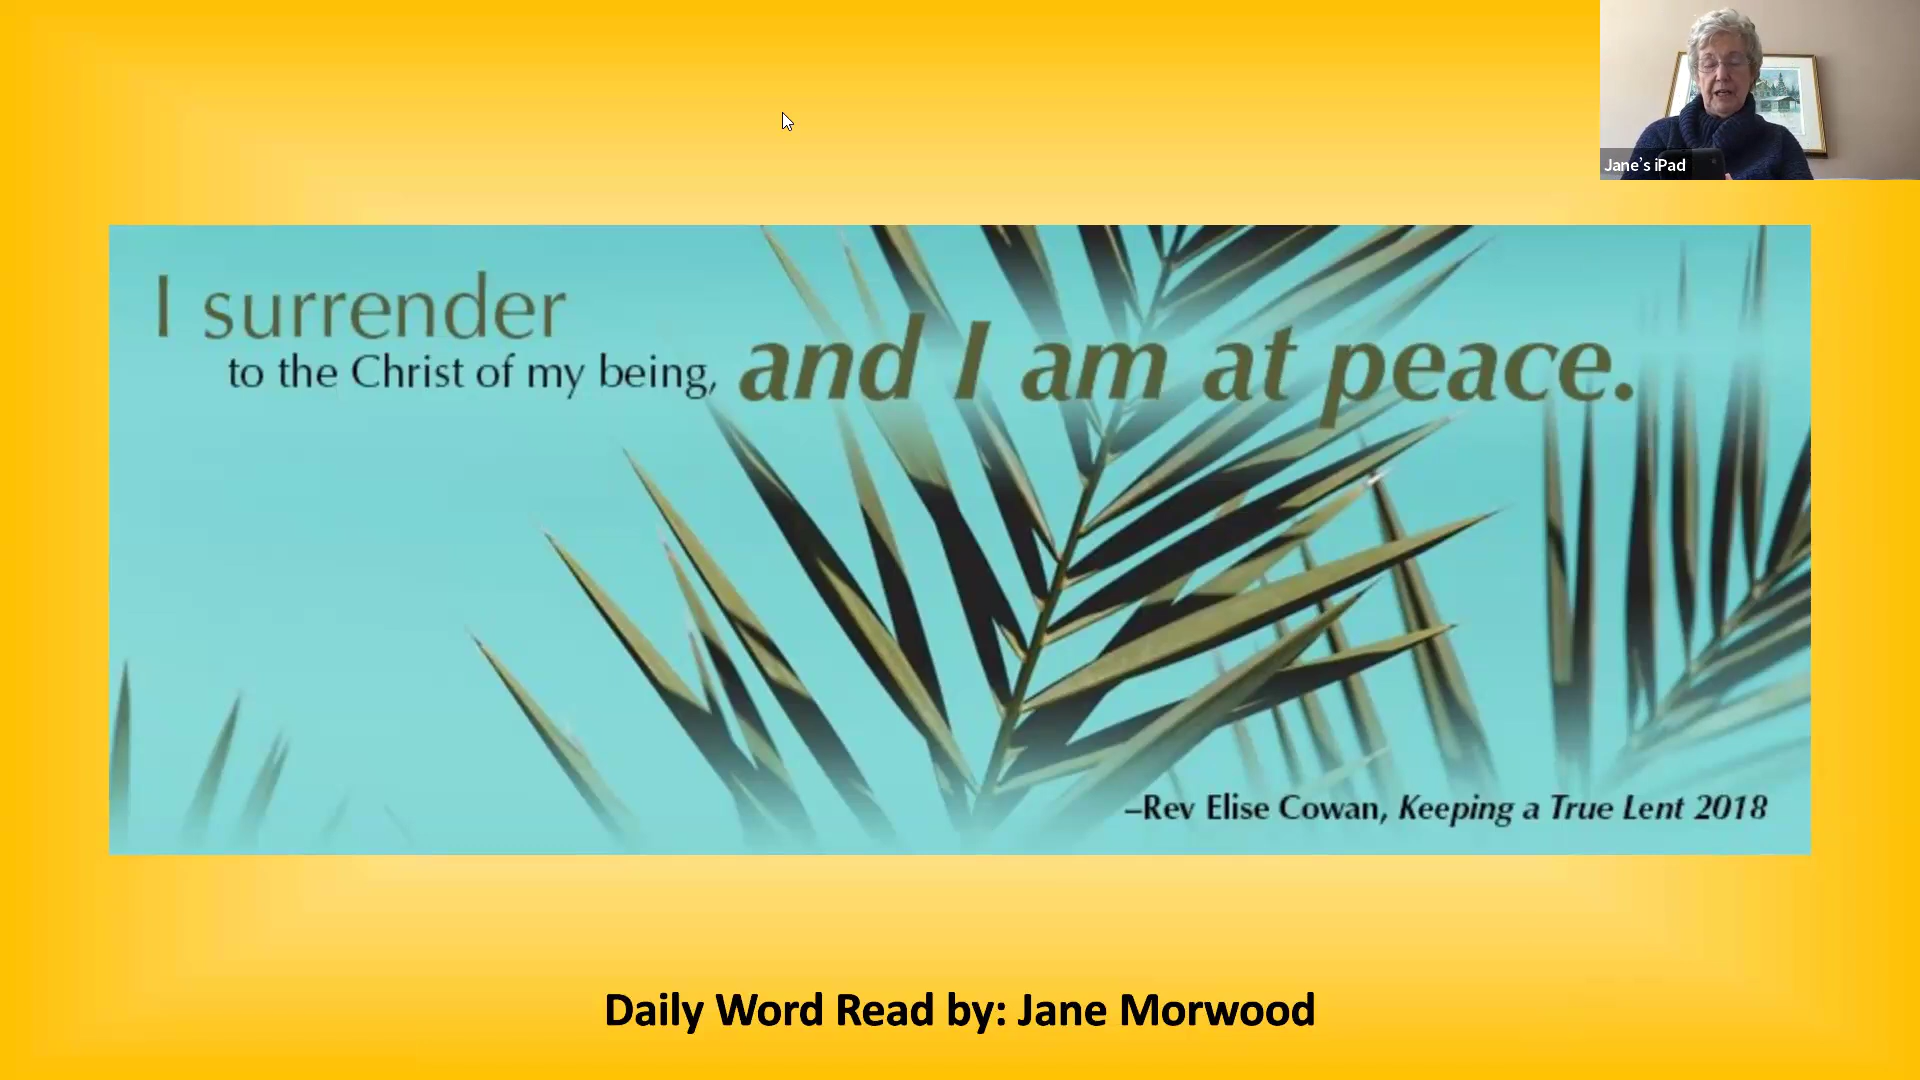 Jane's iPad
I surrender
to the Christ of my being, and I am at peace.
–Rev Elise Cowan, Keeping a True Lent 2018
Daily Word Read by: Jane Morwood